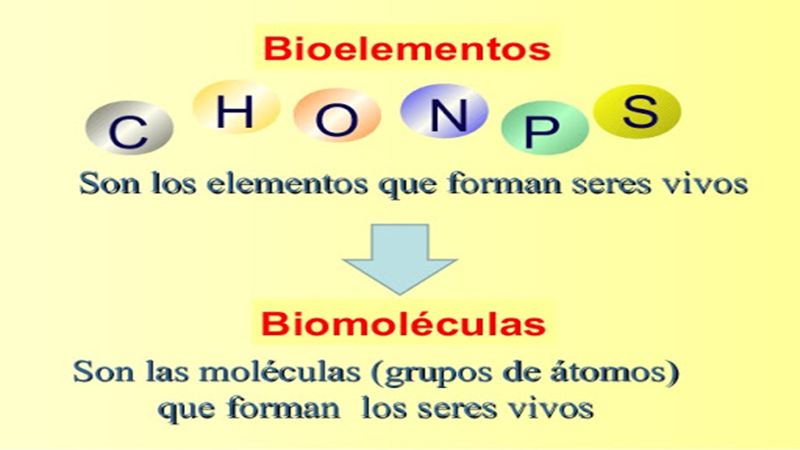 Bioelementos
C H O N P S
Son los elementos que forman seres vivos
Biomoléculas
Son las moléculas (grupos de átomos)
que forman los seres vivos